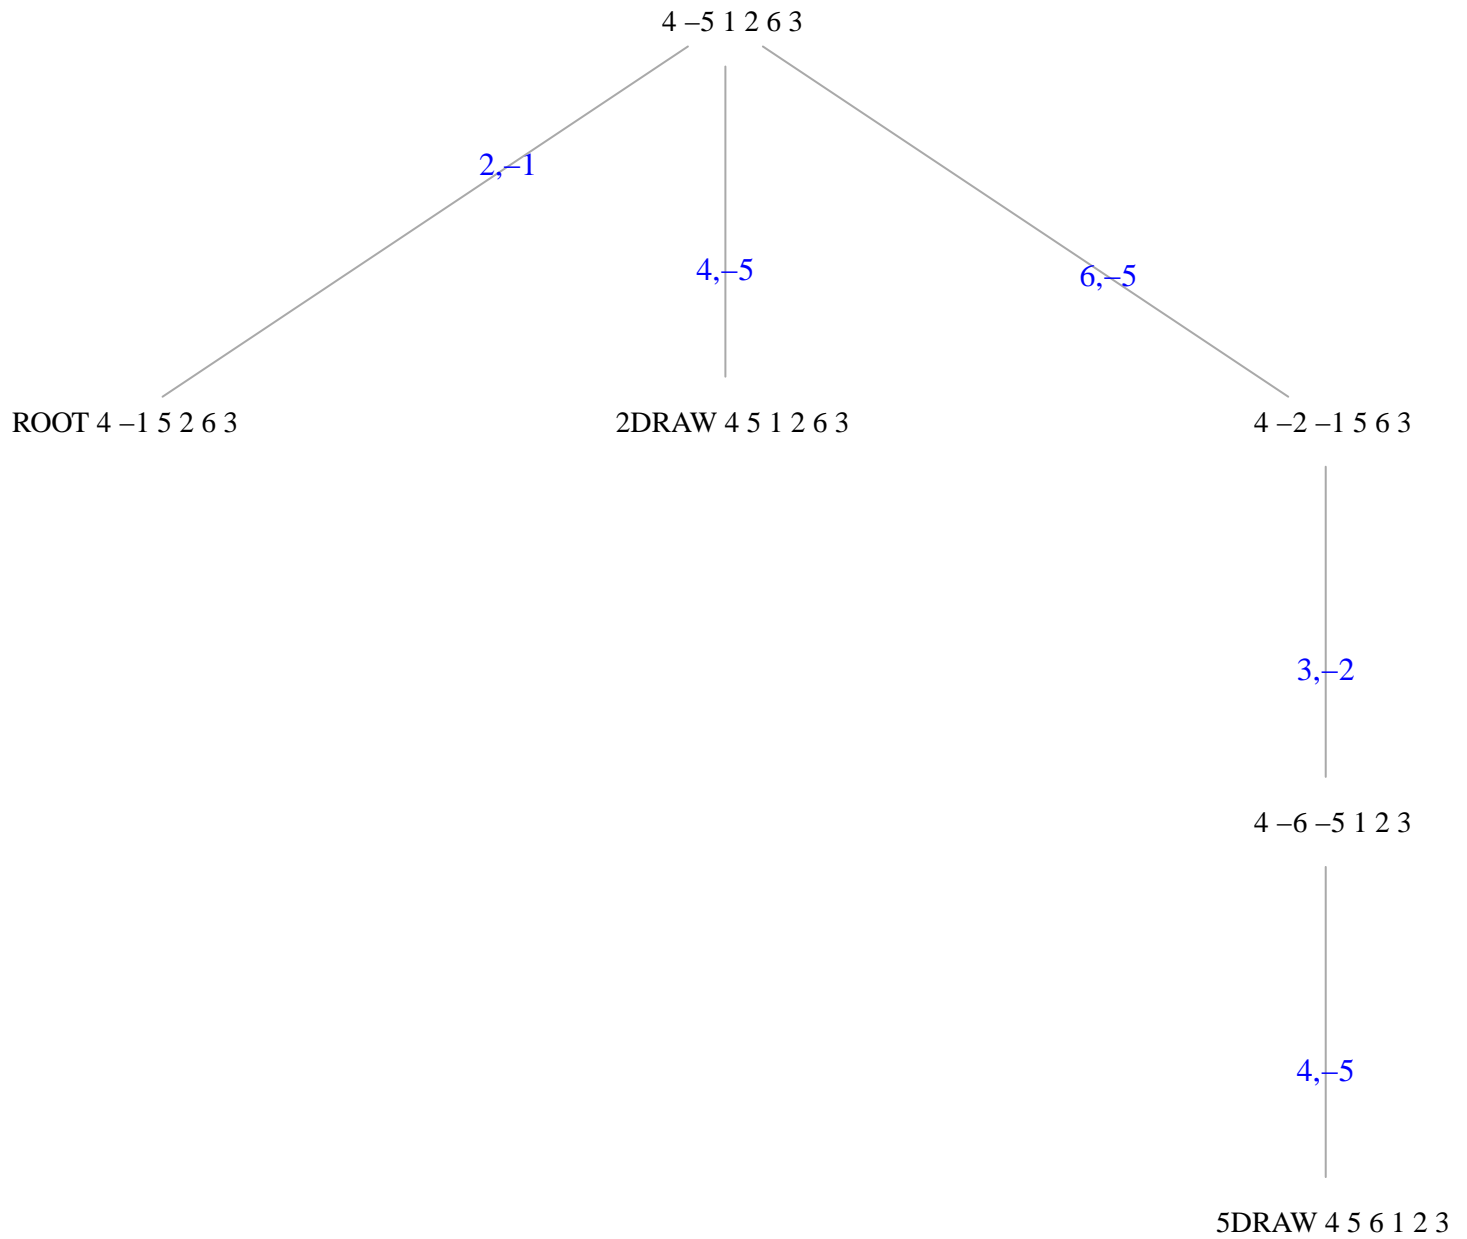 4 –5 1 2 6 3
2,–1
4,–5
6,–5
ROOT 4 –1 5 2 6 3
2DRAW 4 5 1 2 6 3
4 –2 –1 5 6 3
3,–2
4 –6 –5 1 2 3
4,–5
5DRAW 4 5 6 1 2 3